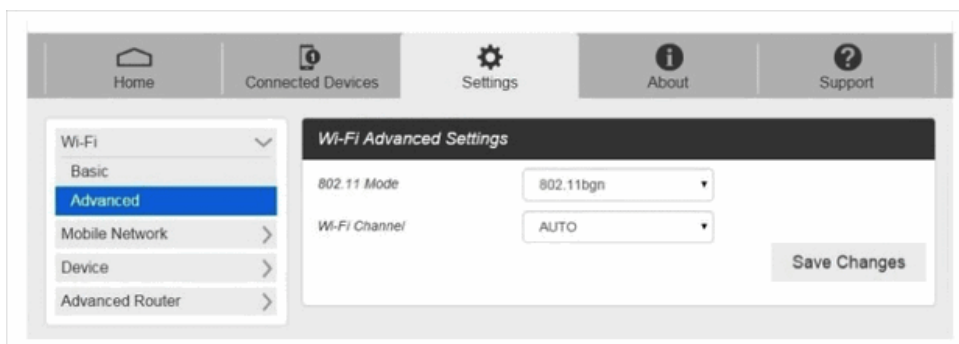 Home Connected Devices Settings About Support
Wi-Fi
Basic
Advanced
Mobile Network
Device
Advanced Router
Wi-Fi Advanced Settings
802.11 Mode 802.11bgn
Wi-Fi Channel AUTO
Save Changes